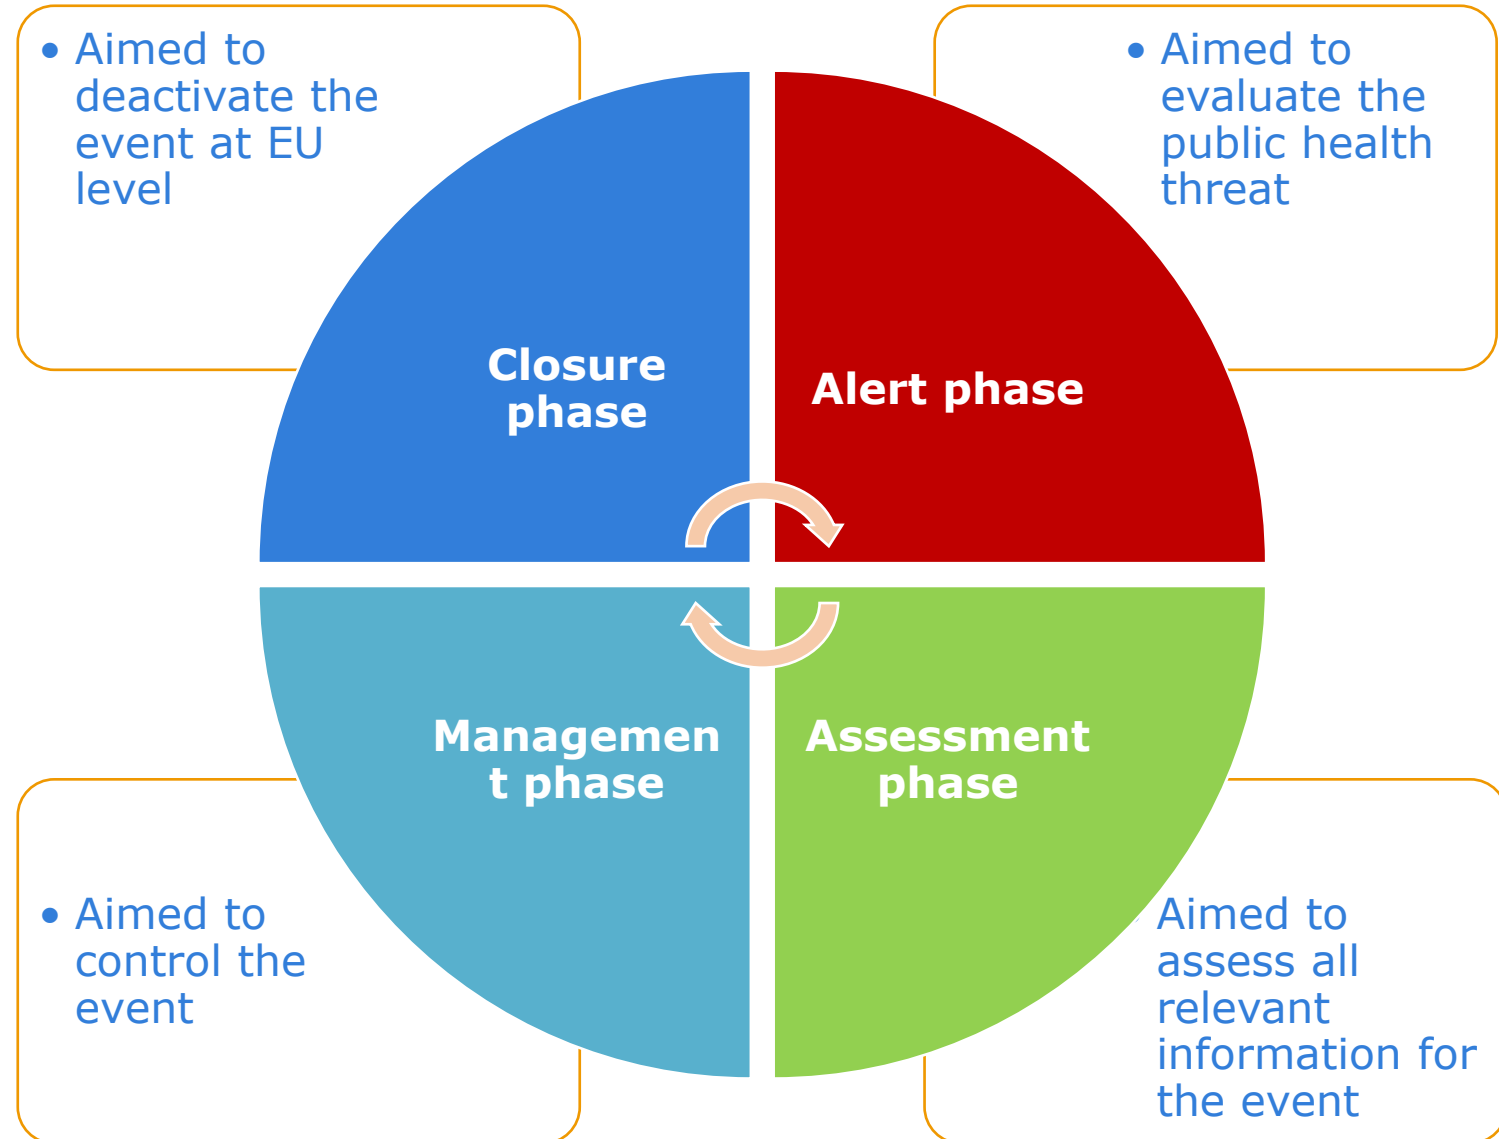 • Aimed to
deactivate the
event at EU
level
• Aimed to
evaluate the
public health
threat
Closure
phase
Alert phase
Managemen
t phase
Assessment
phase
• Aimed to
control the
event
Aimed to
assess all
relevant
information for
the event